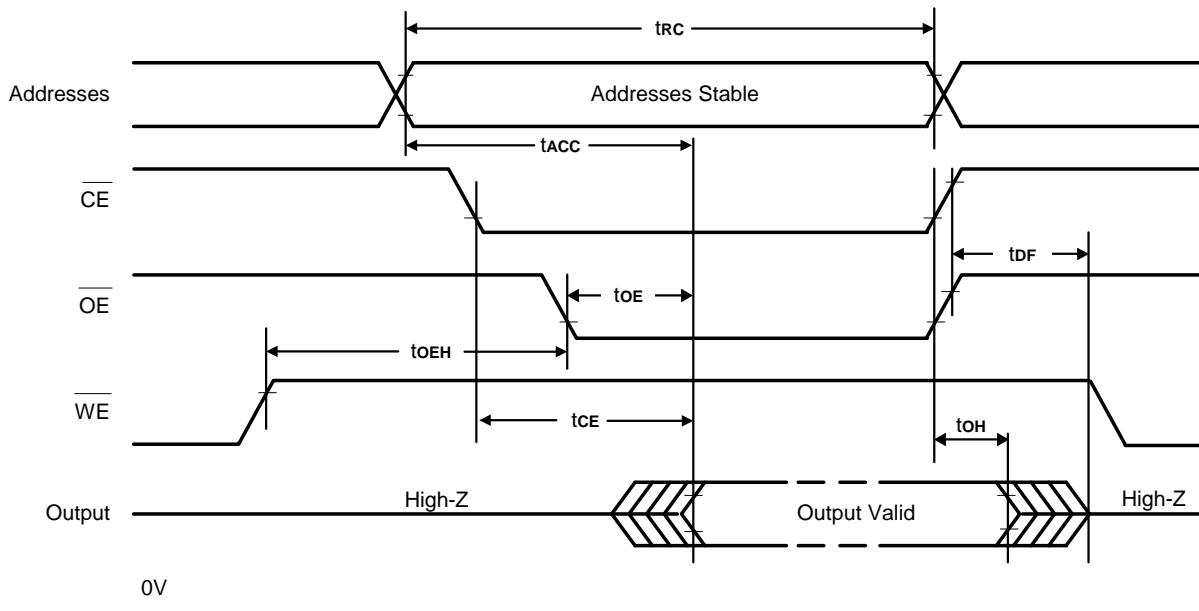 tRC
Addresses
Addresses Stable
tACC
CE
tDF
OE
tOE
tOEH
WE
tCE
tOH
Output
High-Z
Output Valid
High-Z
0V